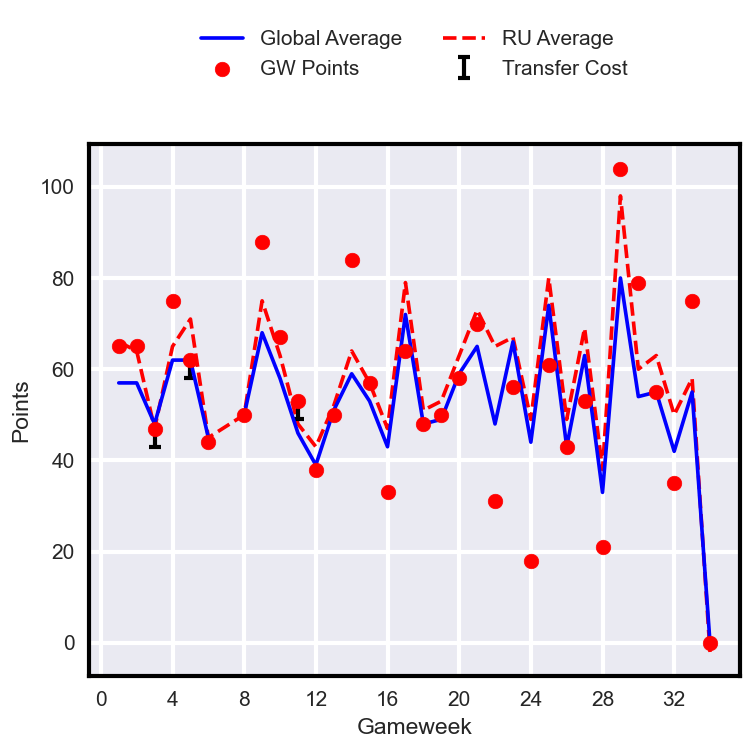 Global Average
RU Average
GW Points
Transfer Cost
100
80
60
40
20
0
Points
0 4 8 12 16 20 24 28 32
Gameweek